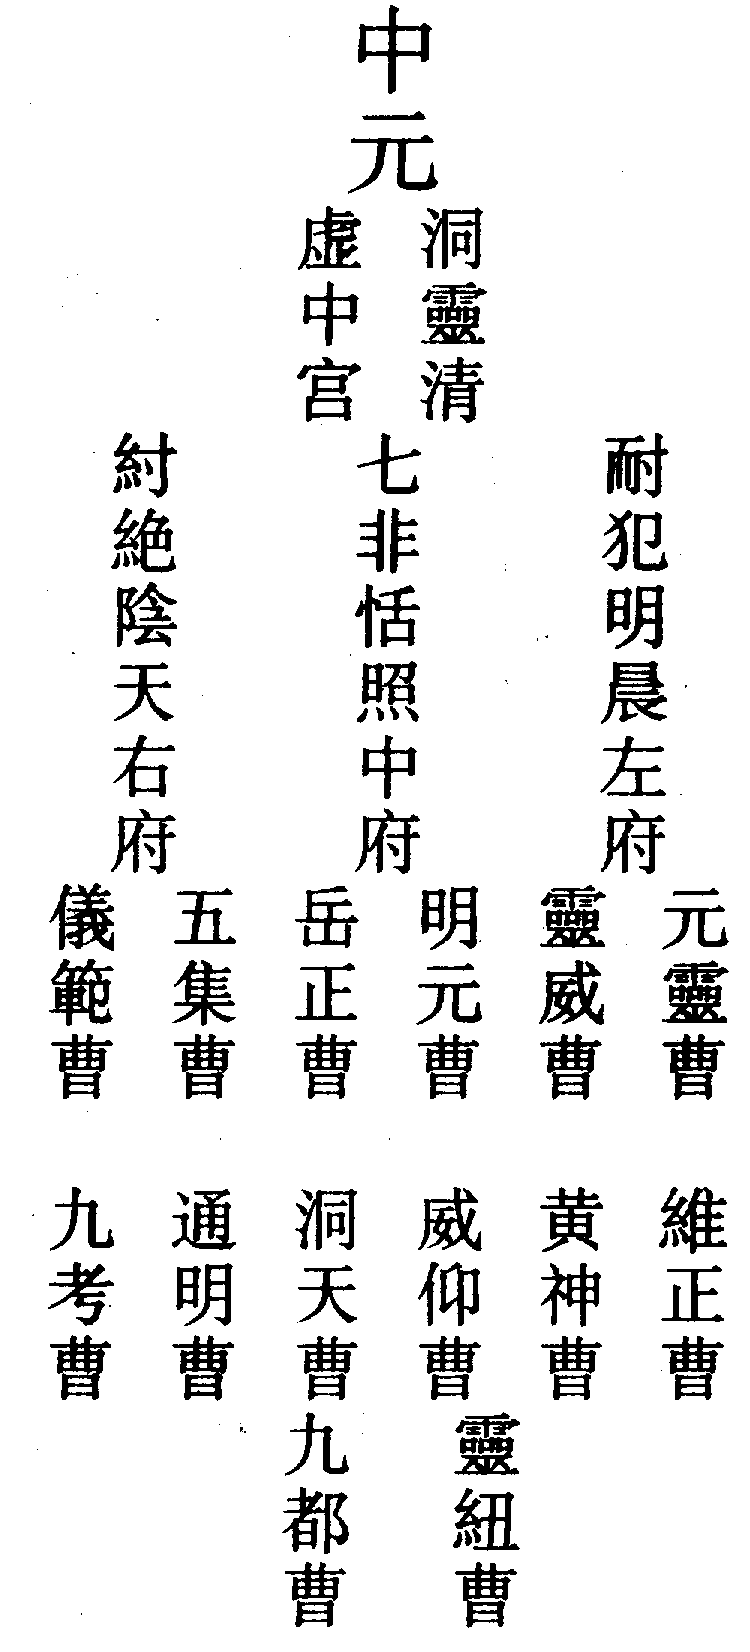 中元
洞靈清
虛中宫
耐犯明晨左府
七非恬照中府
紂絶陰天右府
元靈曹
靈威曹
明元曹
岳正曹
五集曹
儀範曹
維正曹
黄神曹
威仰曹
洞天曹
通明曹
九考曹
靈紐曹
九都曹